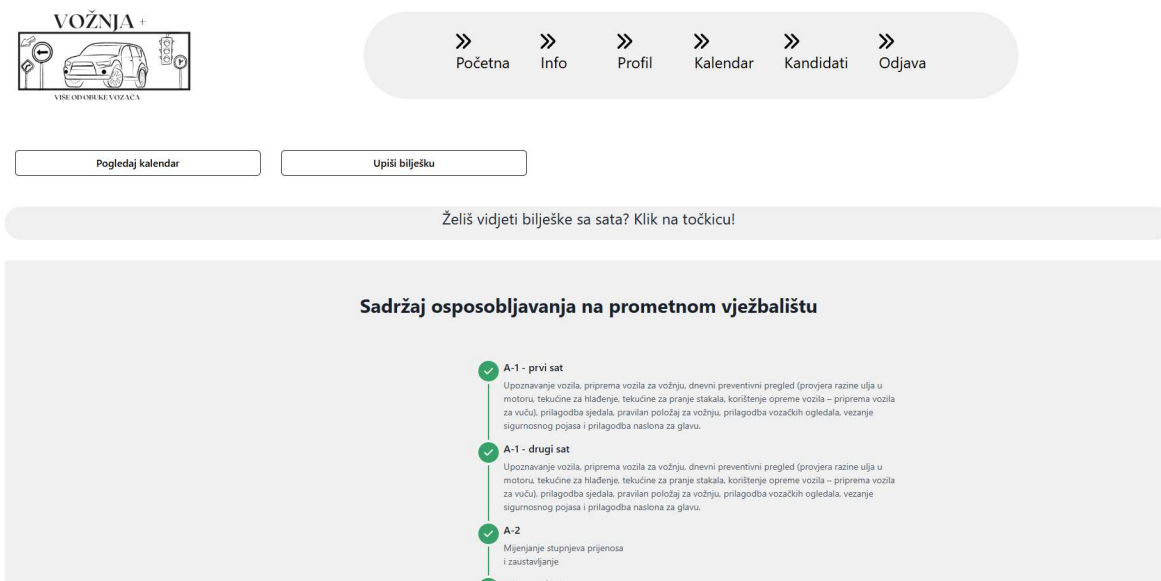 VOŽNJA +
VIŠE OD OBUKE VOZAČA
Početna
Info
Profil
Kalendar
Kandidati
Odjava
Pogledaj kalendar
Upiši bilješku
Želiš vidjeti bilješke sa sata? Klik na točkicu!
Sadržaj osposobljavanja na prometnom vježbalištu
A-1 - prvi sat
Upoznavanje vozila, priprema vozila za vožnju, dnevni preventivni pregled (provjera razine ulja u
motoru, tekućine za hlađenje, tekućine za pranje stakala, korištenje opreme vozila – priprema vozila
za vuču), prilagodba sjedala, pravilan položaj za vožnju, prilagodba vozačkih ogledala, vezanje
sigurnosnog pojasa i prilagodba naslona za glavu.
A-1 - drugi sat
Upoznavanje vozila, priprema vozila za vožnju, dnevni preventivni pregled (provjera razine ulja u
motoru, tekućine za hlađenje, tekućine za pranje stakala, korištenje opreme vozila – priprema vozila
za vuču), prilagodba sjedala, pravilan položaj za vožnju, prilagodba vozačkih ogledala, vezanje
sigurnosnog pojasa i prilagodba naslona za glavu.
A-2
Mijenjanje stupnjeva prijenosa
i zaustavljanje